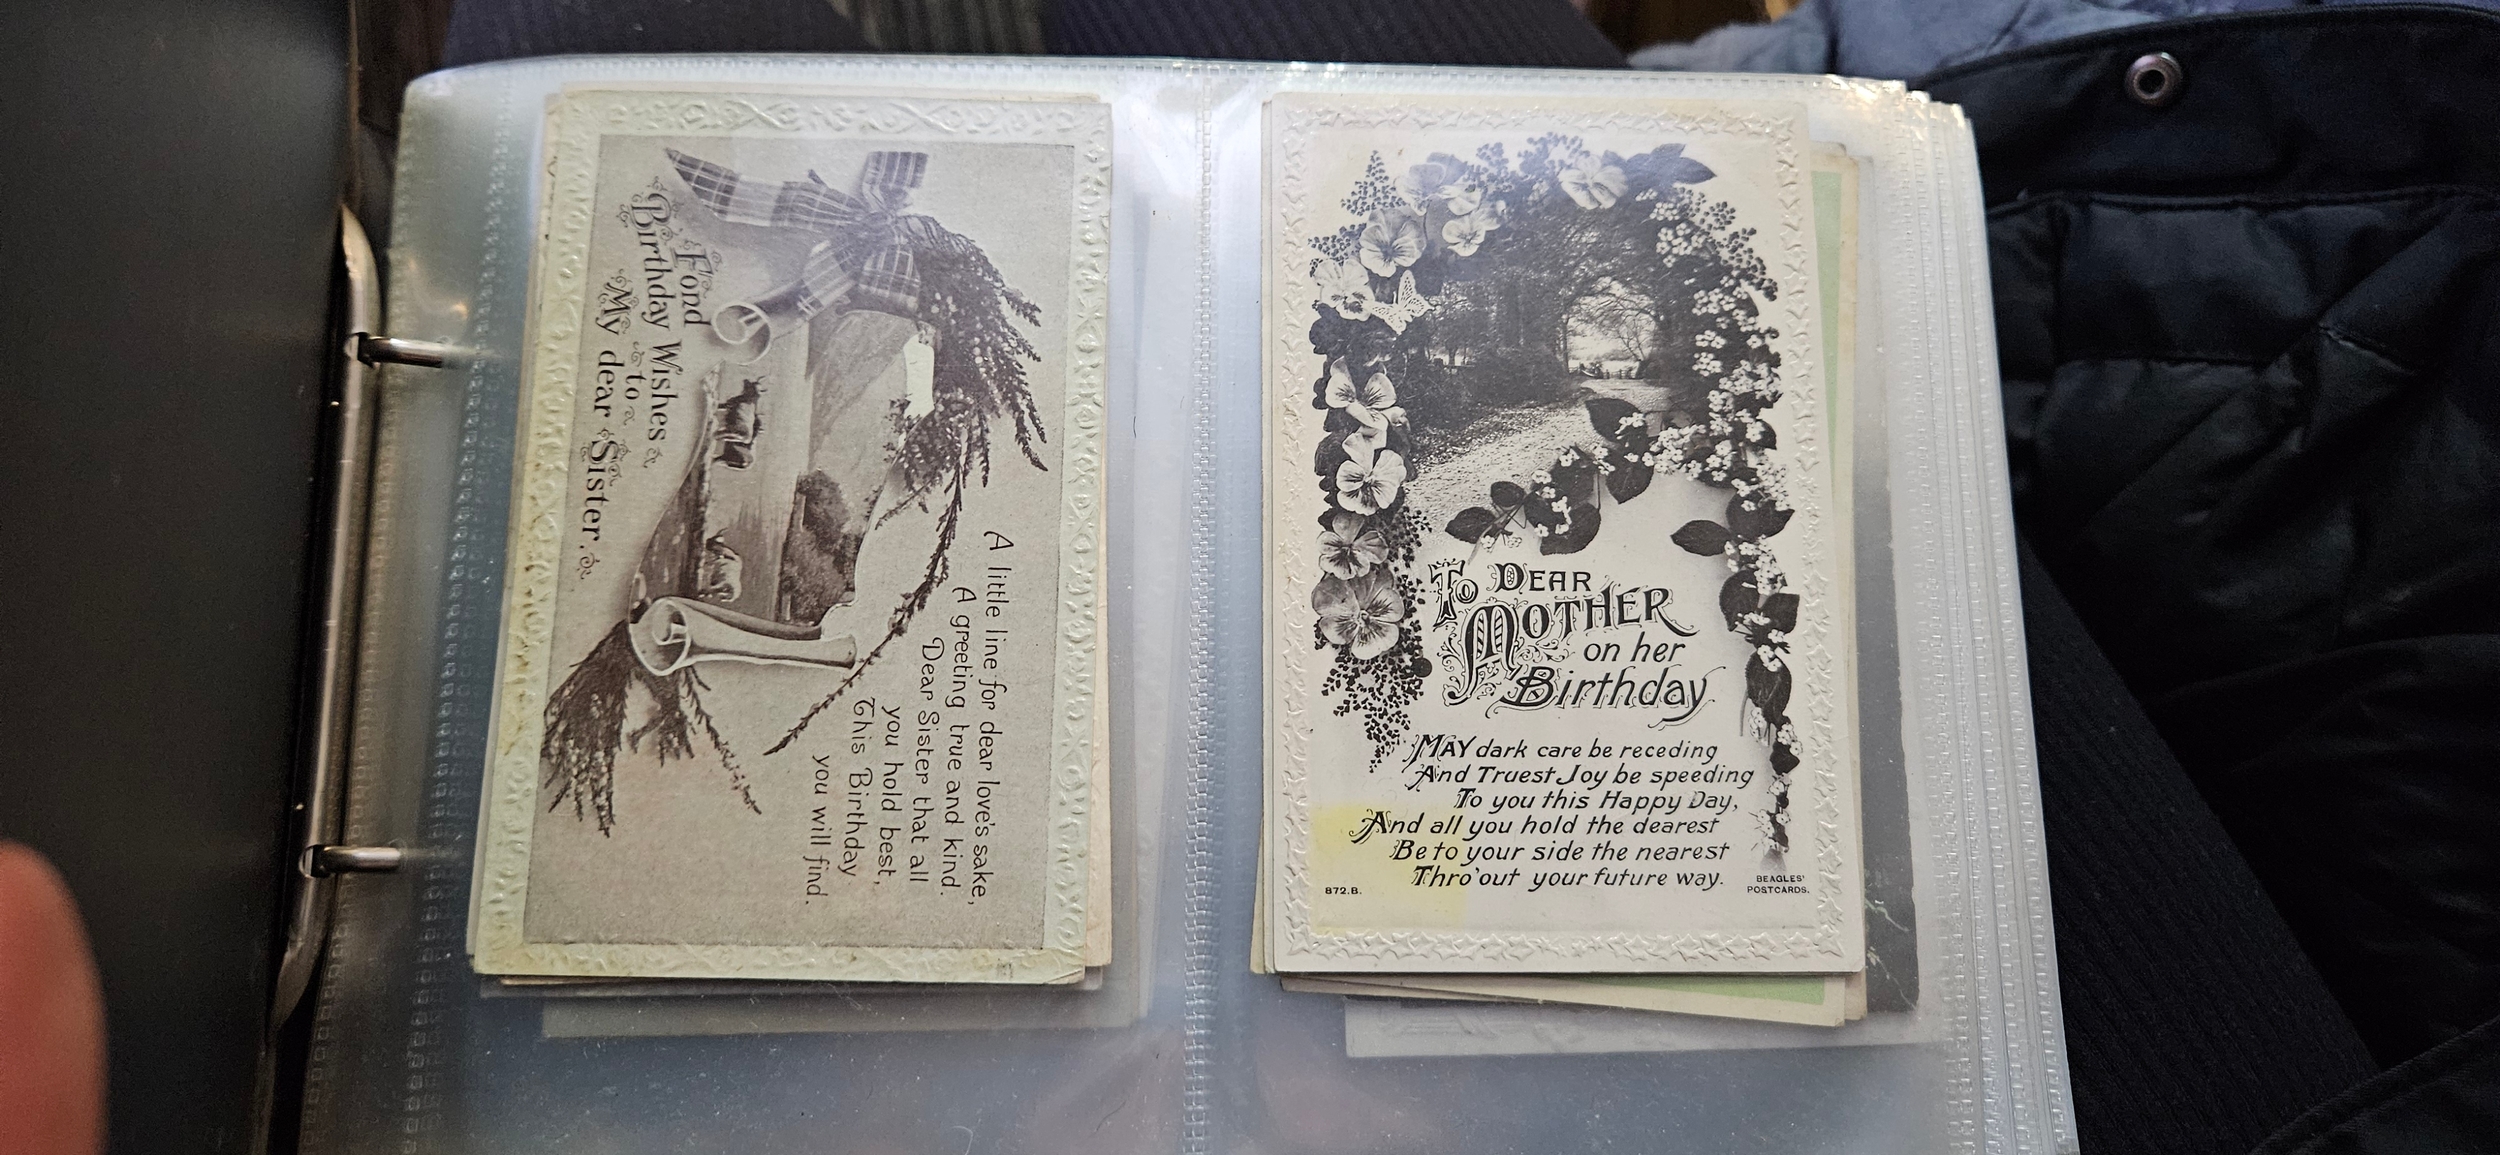 Fond
Birthday Wishes
to
My dear Sister.
A little line for dear love's sake,
A greeting true and kind.
Dear Sister that all
you hold best,
This Birthday
you will find.
To DEAR
MOTHER
on her
Birthday
MAY dark care be receding
And Truest Joy be speeding
To you this Happy Day,
And all you hold the dearest
Be to your side the nearest
Thro'out your future way.
872.B.
BEAGLES'
POSTCARDS.